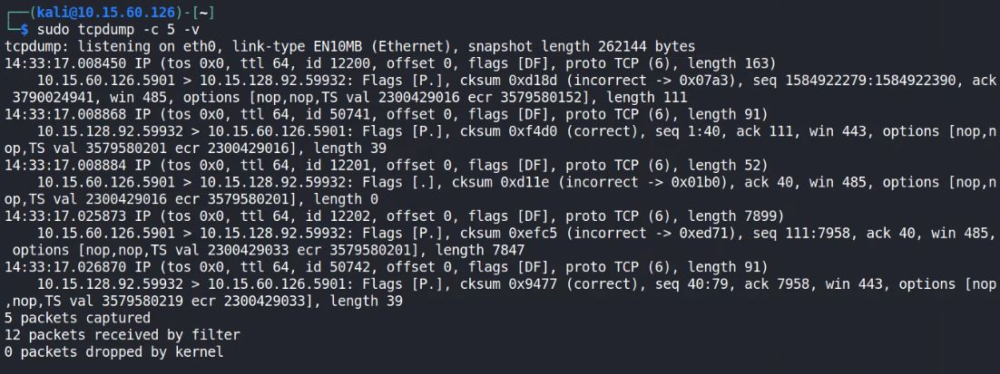 ┌──(kali@10.15.60.126)-[~]
└─$ sudo tcpdump -c 5 -v
tcpdump: listening on eth0, link-type EN10MB (Ethernet), snapshot length 262144 bytes
14:33:17.008450 IP (tos 0x0, ttl 64, id 12200, offset 0, flags [DF], proto TCP (6), length 163)
    10.15.60.126.5901 > 10.15.128.92.59932: Flags [P.], cksum 0xd18d (incorrect -> 0x07a3), seq 1584922279:1584922390, ack
 3790024941, win 485, options [nop,nop,TS val 2300429016 ecr 3579580152], length 111
14:33:17.008868 IP (tos 0x0, ttl 64, id 50741, offset 0, flags [DF], proto TCP (6), length 91)
    10.15.128.92.59932 > 10.15.60.126.5901: Flags [P.], cksum 0xf4d0 (correct), seq 1:40, ack 111, win 443, options [nop,n
op,TS val 3579580201 ecr 2300429016], length 39
14:33:17.008884 IP (tos 0x0, ttl 64, id 12201, offset 0, flags [DF], proto TCP (6), length 52)
    10.15.60.126.5901 > 10.15.128.92.59932: Flags [.], cksum 0xd11e (incorrect -> 0x01b0), ack 40, win 485, options [nop,n
op,TS val 2300429016 ecr 3579580201], length 0
14:33:17.025873 IP (tos 0x0, ttl 64, id 12202, offset 0, flags [DF], proto TCP (6), length 7899)
    10.15.60.126.5901 > 10.15.128.92.59932: Flags [P.], cksum 0xefc5 (incorrect -> 0xed71), seq 111:7958, ack 40, win 485,
 options [nop,nop,TS val 2300429033 ecr 3579580201], length 7847
14:33:17.026870 IP (tos 0x0, ttl 64, id 50742, offset 0, flags [DF], proto TCP (6), length 91)
    10.15.128.92.59932 > 10.15.60.126.5901: Flags [P.], cksum 0x9477 (correct), seq 40:79, ack 7958, win 443, options [nop
,nop,TS val 3579580219 ecr 2300429033], length 39
5 packets captured
12 packets received by filter
0 packets dropped by kernel